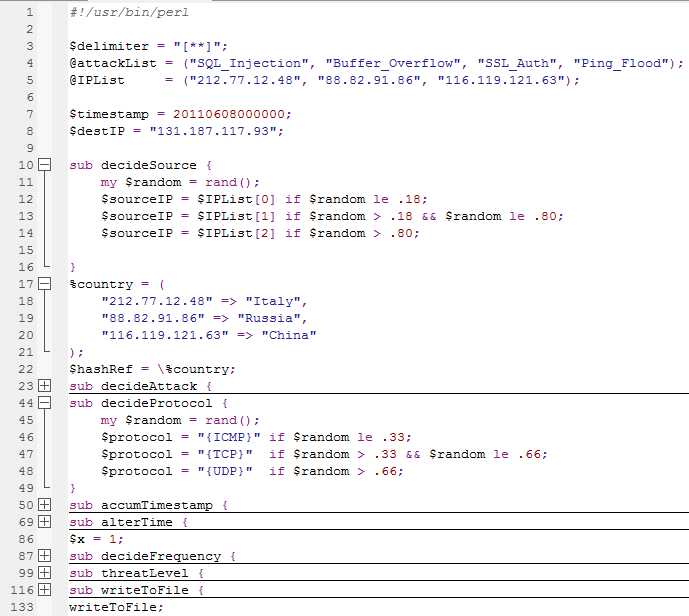 1 #!/usr/bin/perl
2
3 $delimiter = "[**]";
4 @attackList = ("SQL_Injection", "Buffer_Overflow", "SSL_Auth", "Ping_Flood");
5 @IPList     = ("212.77.12.48", "88.82.91.86", "116.119.121.63");
6
7 $timestamp = 20110608000000;
8 $destIP = "131.187.117.93";
9
10 sub decideSource {
11     my $random = rand();
12     $sourceIP = $IPList[0] if $random le .18;
13     $sourceIP = $IPList[1] if $random > .18 && $random le .80;
14     $sourceIP = $IPList[2] if $random > .80;
15
16 }
17 %country = (
18     "212.77.12.48" => "Italy",
19     "88.82.91.86" => "Russia",
20     "116.119.121.63" => "China"
21 );
22 $hashRef = \%country;
23 sub decideAttack {
44 sub decideProtocol {
45     my $random = rand();
46     $protocol = "{ICMP}" if $random le .33;
47     $protocol = "{TCP}"  if $random > .33 && $random le .66;
48     $protocol = "{UDP}"  if $random > .66;
49 }
50 sub accumTimestamp {
69 sub alterTime {
86 $x = 1;
87 sub decideFrequency {
99 sub threatLevel {
116 sub writeToFile {
133 writeToFile;